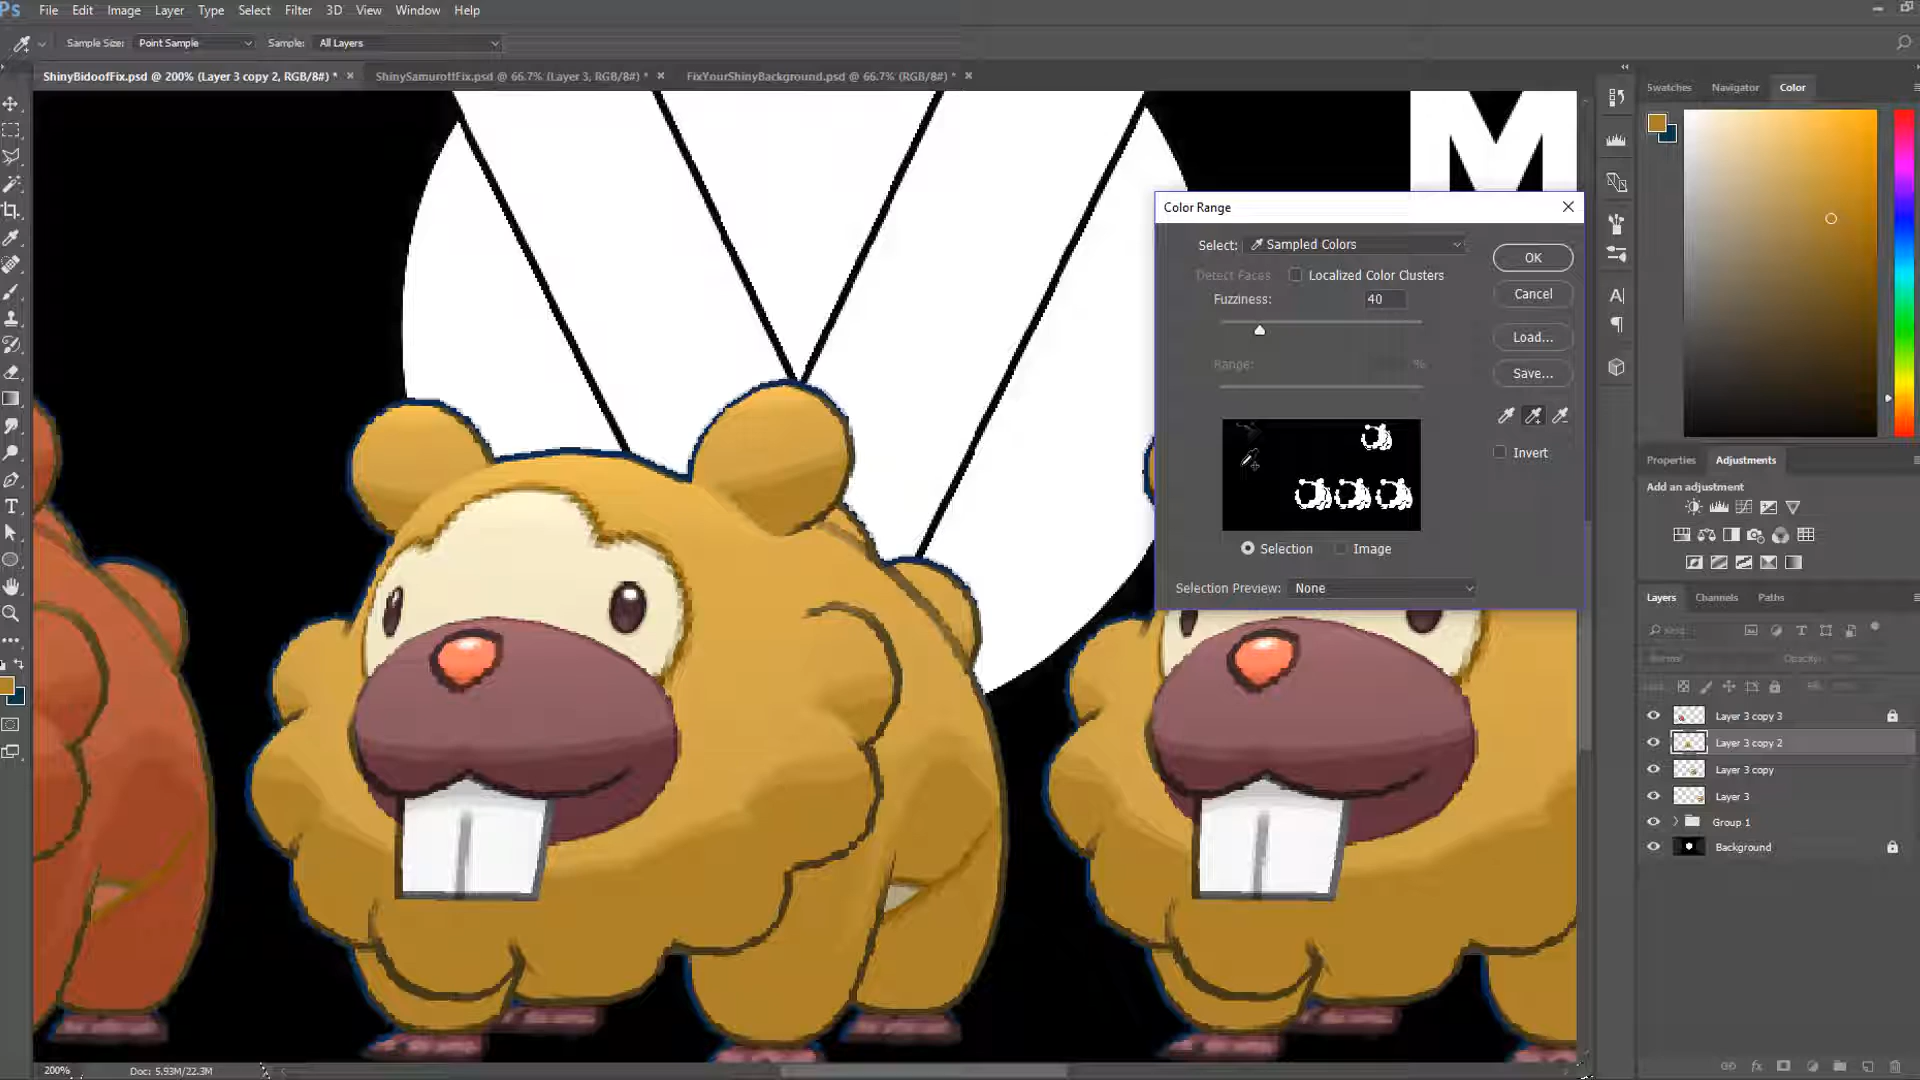 Ps File Edit Image Layer Type Select Filter 3D View Window Help
Sample Size: Point Sample Sample: All Layers
ShinyBidoofFix.psd @ 200% (Layer 3 copy 2, RGB/8#) * × ShinySamurottFix.psd @ 66.7% (Layer 3, RGB/8#) * × FixYourShinyBackground.psd @ 66.7% (RGB/8#) * ×
Swatches Navigator Color
M
Color Range
Select: Sampled Colors
OK
Detect Faces Localized Color Clusters
Cancel
Fuzziness: 40
Load...
Range: %
Save...
Invert
Selection Image
Selection Preview: None
Properties Adjustments
Add an adjustment
Layers Channels Paths
Normal Opacity:
Layer 3 copy 3
Layer 3 copy 2
Layer 3 copy
Layer 3
Group 1
Background
200% Doc: 5.93M/22.3M